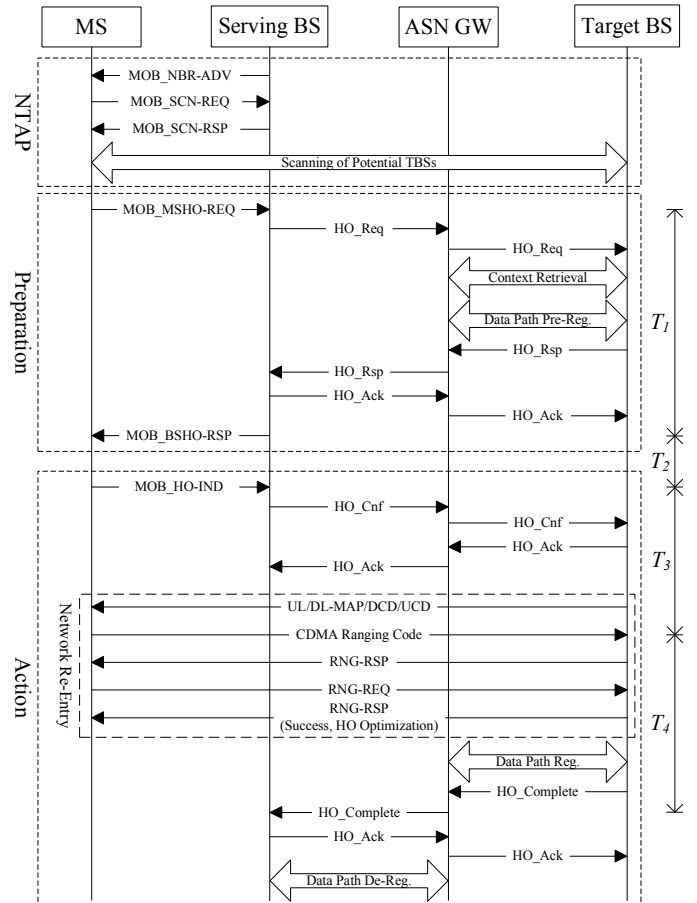 MS
Serving BS
ASN GW
Target BS
NTAP
MOB_NBR-ADV
MOB_SCN-REQ
MOB_SCN-RSP
Scanning of Potential TBSs
Preparation
MOB_MSHO-REQ
HO_Req
HO_Req
Context Retrieval
Data Path Pre-Reg.
HO_Rsp
HO_Rsp
HO_Ack
HO_Ack
MOB_BSHO-RSP
T1
T2
Action
MOB_HO-IND
HO_Cnf
HO_Cnf
HO_Ack
HO_Ack
T3
Network Re-Entry
UL/DL-MAP/DCD/UCD
CDMA Ranging Code
RNG-RSP
RNG-REQ
RNG-RSP
(Success, HO Optimization)
T4
Data Path Reg.
HO_Complete
HO_Complete
HO_Ack
HO_Ack
Data Path De-Reg.